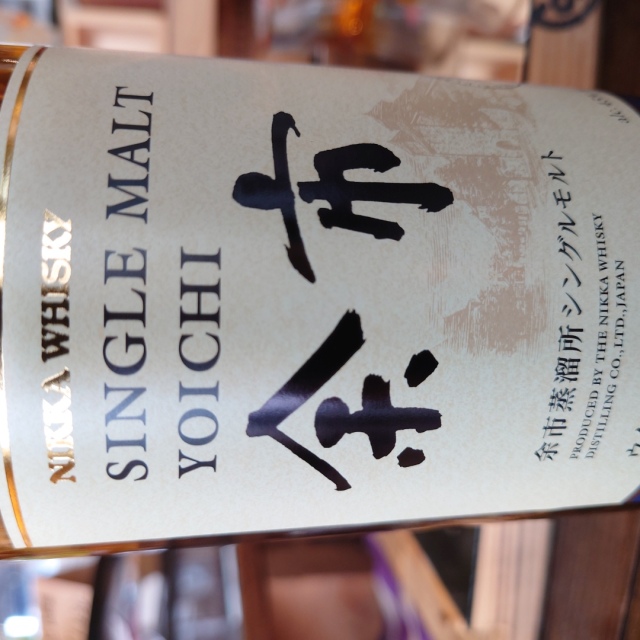 NIKKA WHISKY
SINGLE MALT
YOICHI
余市
余市蒸溜所シングルモルト
PRODUCED BY THE NIKKA WHISKY
DISTILLING CO., LTD., JAPAN